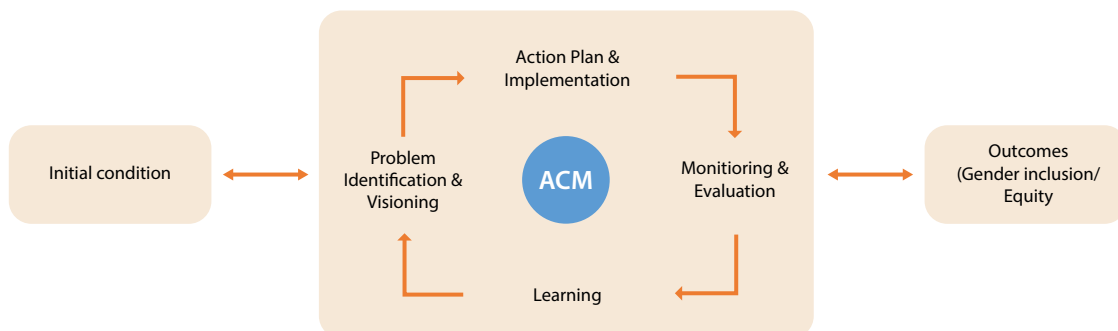 Initial condition
Action Plan &
Implementation
Problem
Identification &
Visioning
ACM
Monitioring &
Evaluation
Learning
Outcomes
(Gender inclusion/
Equity